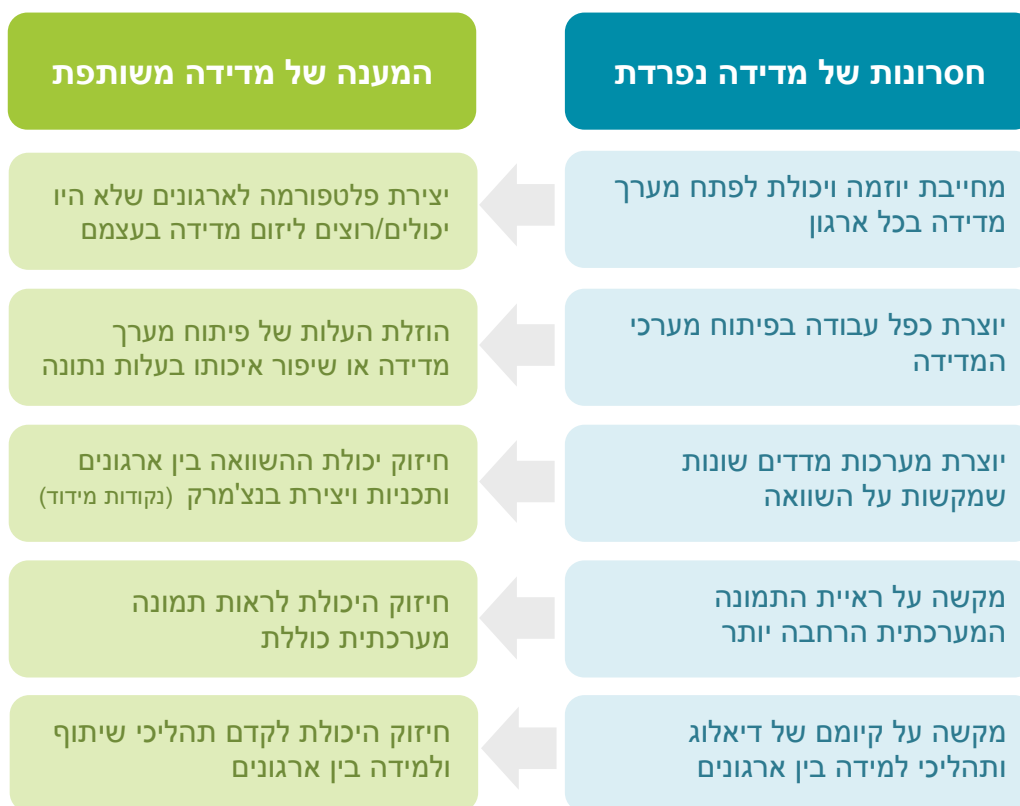 חסרונות של מדידה נפרדת
המענה של מדידה משותפת
מחייבת יוזמה ויכולת לפתח מערך
מדידה בכל ארגון
יצירת פלטפורמה לארגונים שלא היו
יכולים/רוצים ליזום מדידה בעצמם
יוצרת כפל עבודה בפיתוח מערכי
המדידה
הוזלת העלות של פיתוח מערך
מדידה או שיפור איכותו בעלות נתונה
יוצרת מערכות מדדים שונות
שמקשות על השוואה
חיזוק יכולת ההשוואה בין ארגונים
ותכניות ויצירת בנצ'מרק (נקודות מידוד)
מקשה על ראיית התמונה
המערכתית הרחבה יותר
חיזוק היכולת לראות תמונה
מערכתית כוללת
מקשה על קיומם של דיאלוג
ותהליכי למידה בין ארגונים
חיזוק היכולת לקדם תהליכי שיתוף
ולמידה בין ארגונים